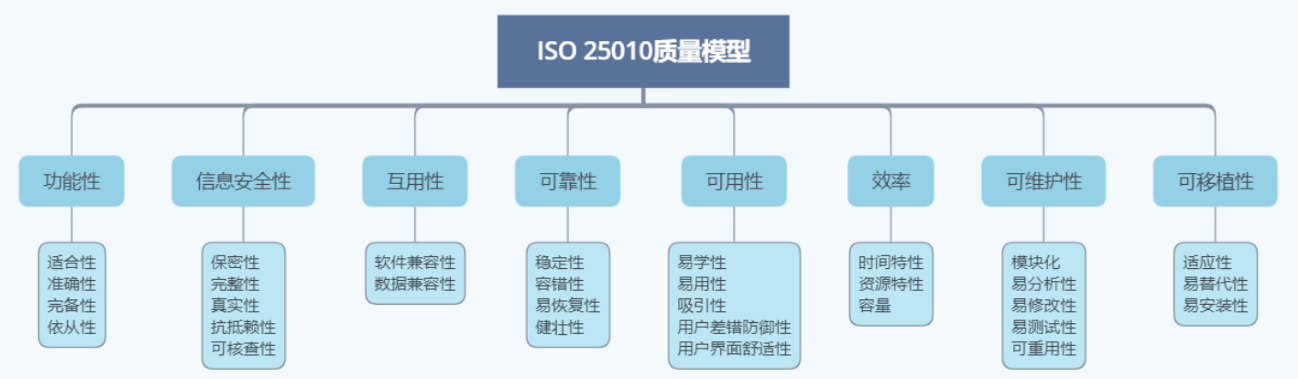 ISO 25010质量模型
功能性
信息安全性
互用性
可靠性
可用性
效率
可维护性
可移植性
适合性
准确性
完备性
依从性
保密性
完整性
真实性
抗抵赖性
可核查性
软件兼容性
数据兼容性
稳定性
容错性
易恢复性
健壮性
易学性
易用性
吸引性
用户差错防御性
用户界面舒适性
时间特性
资源特性
容量
模块化
易分析性
易修改性
易测试性
可重用性
适应性
易替代性
易安装性